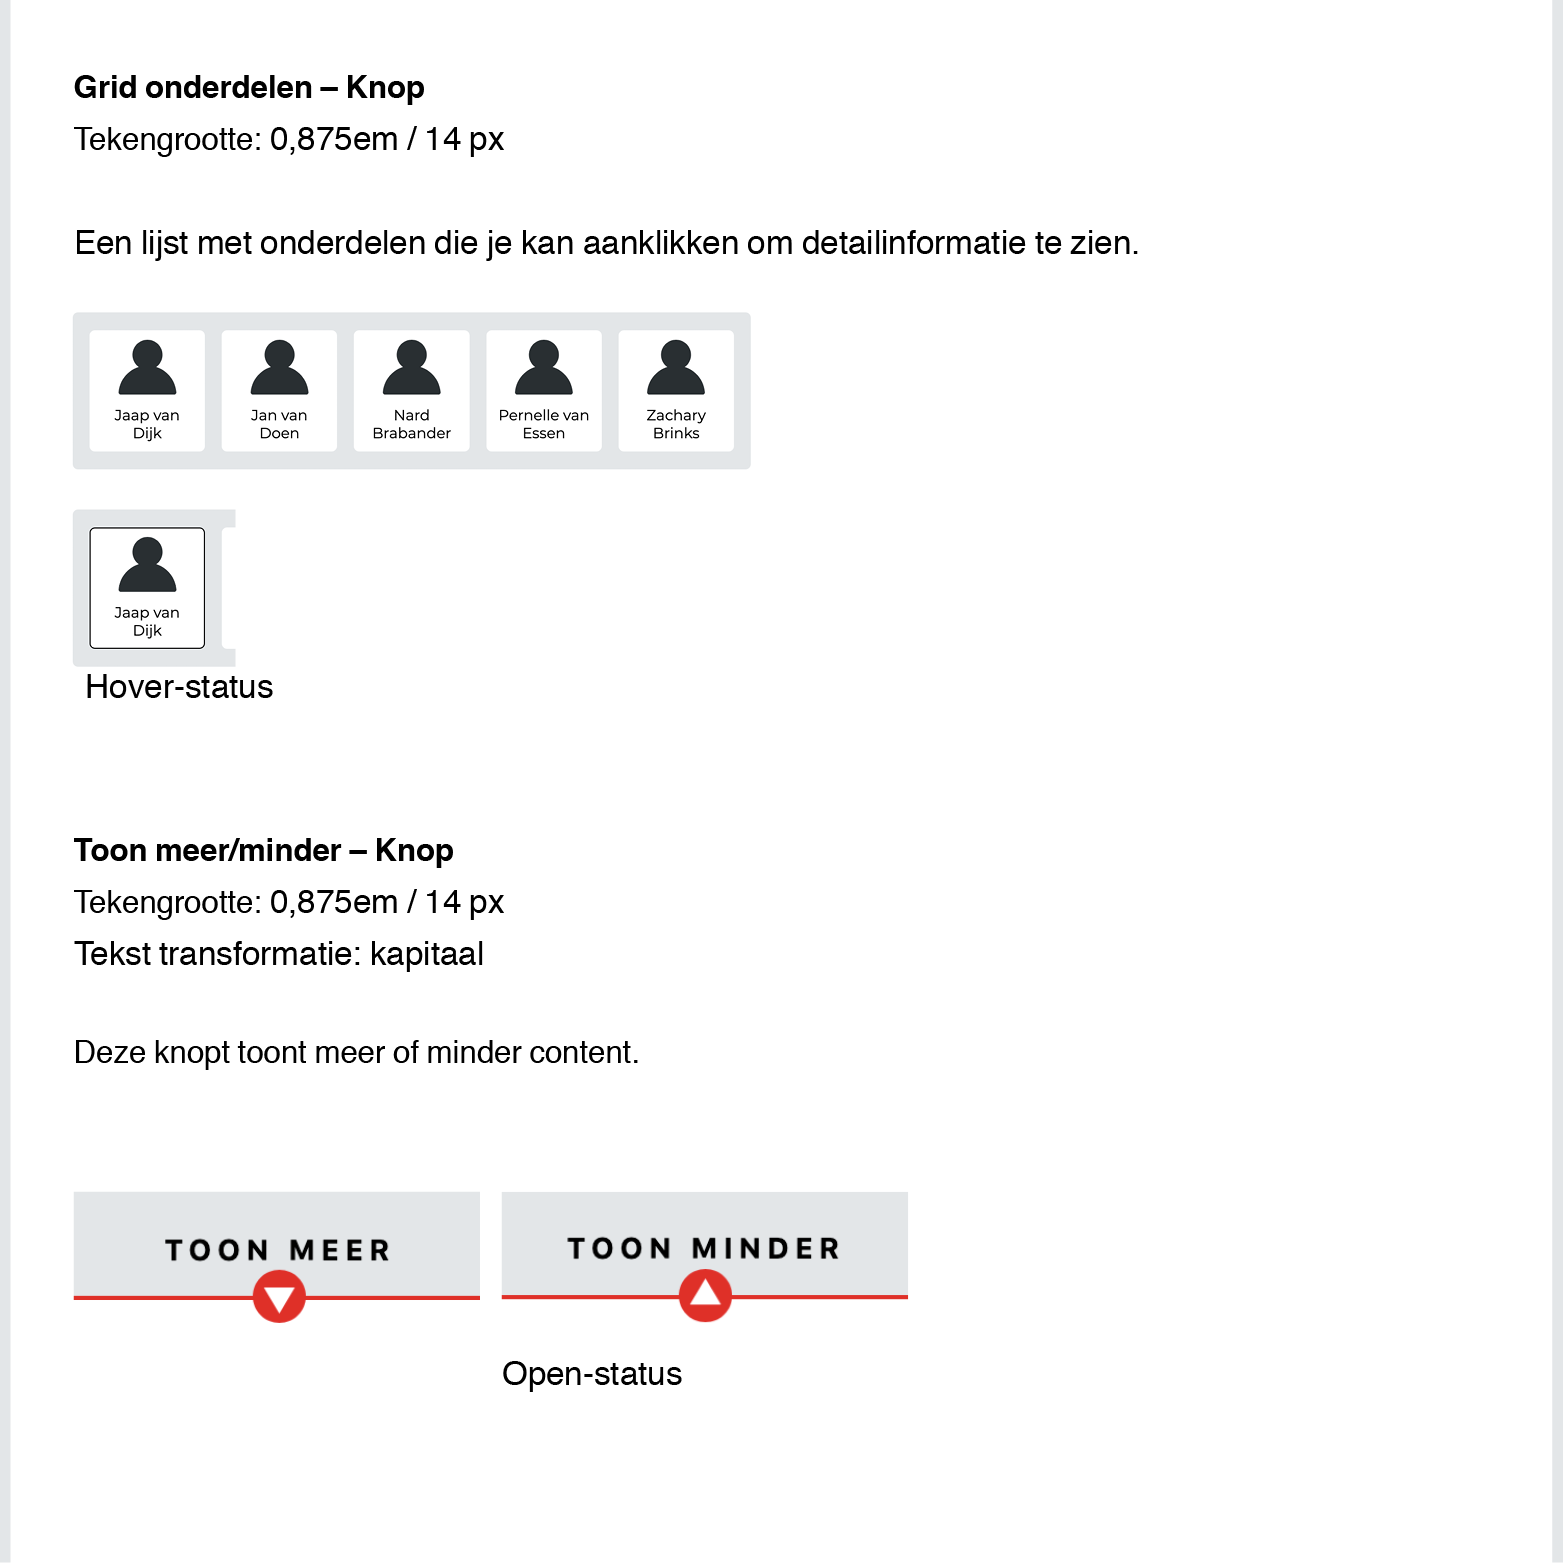 Grid onderdelen – Knop
Tekengrootte: 0,875em / 14 px
Een lijst met onderdelen die je kan aanklikken om detailinformatie te zien.
Jaap van
Dijk
Jan van
Doen
Nard
Brabander
Pernelle van
Essen
Zachary
Brinks
Jaap van
Dijk
Hover-status
Toon meer/minder – Knop
Tekengrootte: 0,875em / 14 px
Tekst transformatie: kapitaal
Deze knopt toont meer of minder content.
TOON MEER
TOON MINDER
Open-status